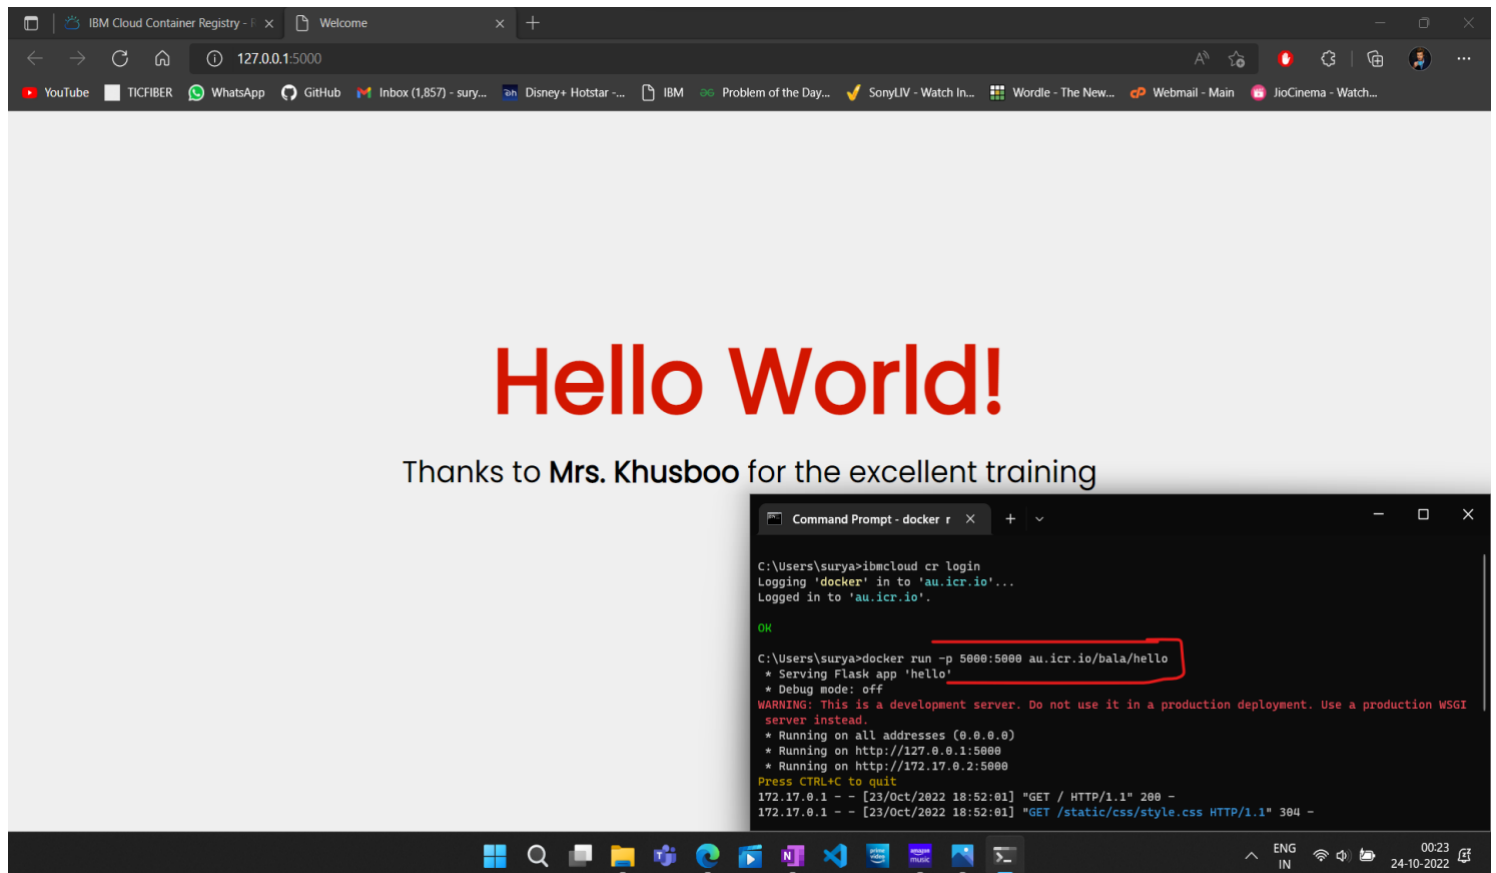 IBM Cloud Container Registry - R
Welcome
127.0.0.1:5000
YouTube
TICFIBER
WhatsApp
GitHub
Inbox (1,857) - sury...
Disney+ Hotstar -...
IBM
Problem of the Day...
SonyLIV - Watch In...
Wordle - The New...
Webmail - Main
JioCinema - Watch...
Hello World!
Thanks to Mrs. Khusboo for the excellent training
Command Prompt - docker r
C:\Users\surya>ibmcloud cr login
Logging 'docker' in to 'au.icr.io'...
Logged in to 'au.icr.io'.
OK
C:\Users\surya>docker run -p 5000:5000 au.icr.io/bala/hello
* Serving Flask app 'hello'
* Debug mode: off
WARNING: This is a development server. Do not use it in a production deployment. Use a production WSGI
server instead.
* Running on all addresses (0.0.0.0)
* Running on http://127.0.0.1:5000
* Running on http://172.17.0.2:5000
Press CTRL+C to quit
172.17.0.1 - - [23/Oct/2022 18:52:01] "GET / HTTP/1.1" 200 -
172.17.0.1 - - [23/Oct/2022 18:52:01] "GET /static/css/style.css HTTP/1.1" 304 -
prime video
amazon music
ENG
IN
00:23
24-10-2022